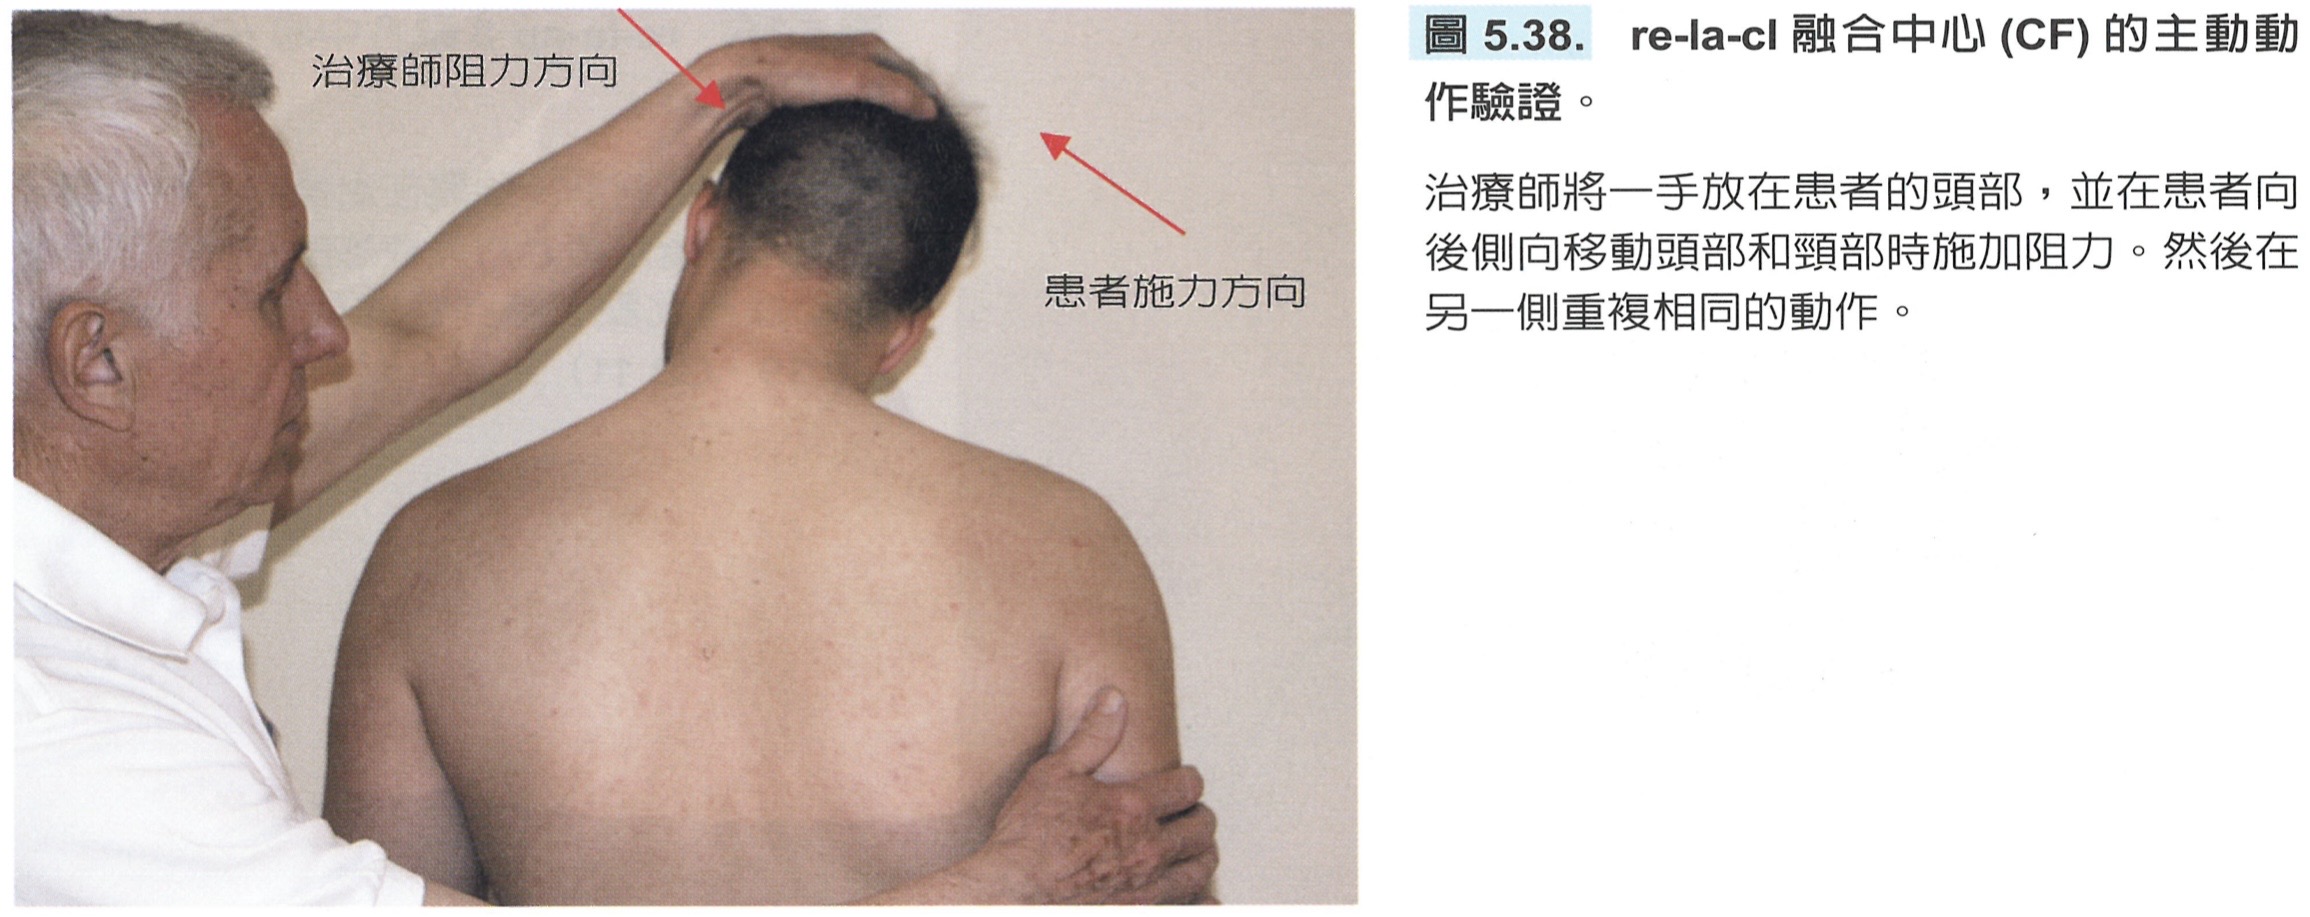 治療師阻力方向
患者施力方向
圖 5.38. re-la-cl 融合中心 (CF) 的主動動
作驗證。
治療師將一手放在患者的頭部，並在患者向
後側向移動頭部和頸部時施加阻力。然後在
另一側重複相同的動作。